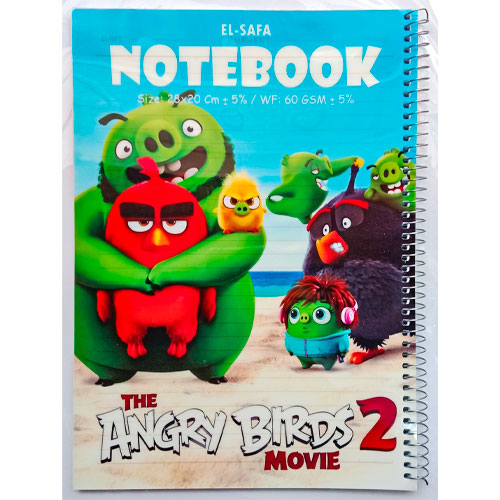 EL-SAFA
NOTEBOOK
Size: 28x20 Cm ± 5% / WF: 60 GSM ± 5%
THE
ANGRY BIRDS 2
MOVIE